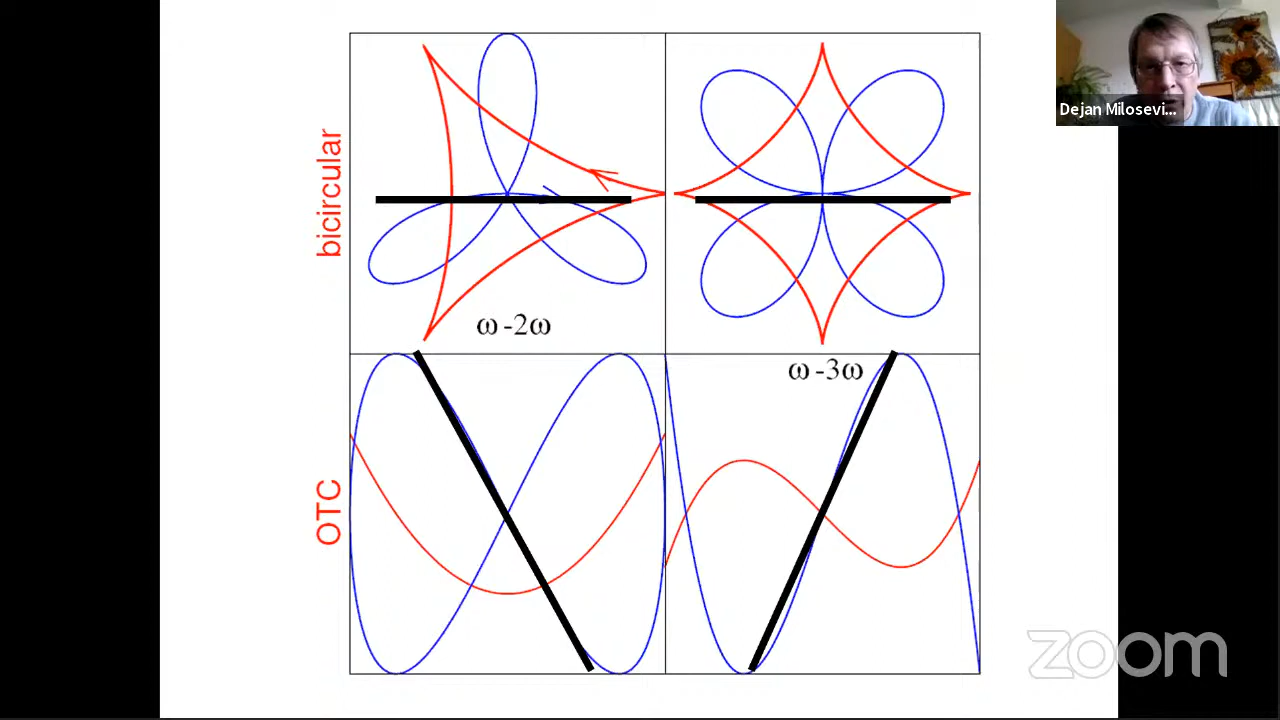 Dejan Milosevi...
bicircular
ω-2ω
ω-3ω
OTC
zoom